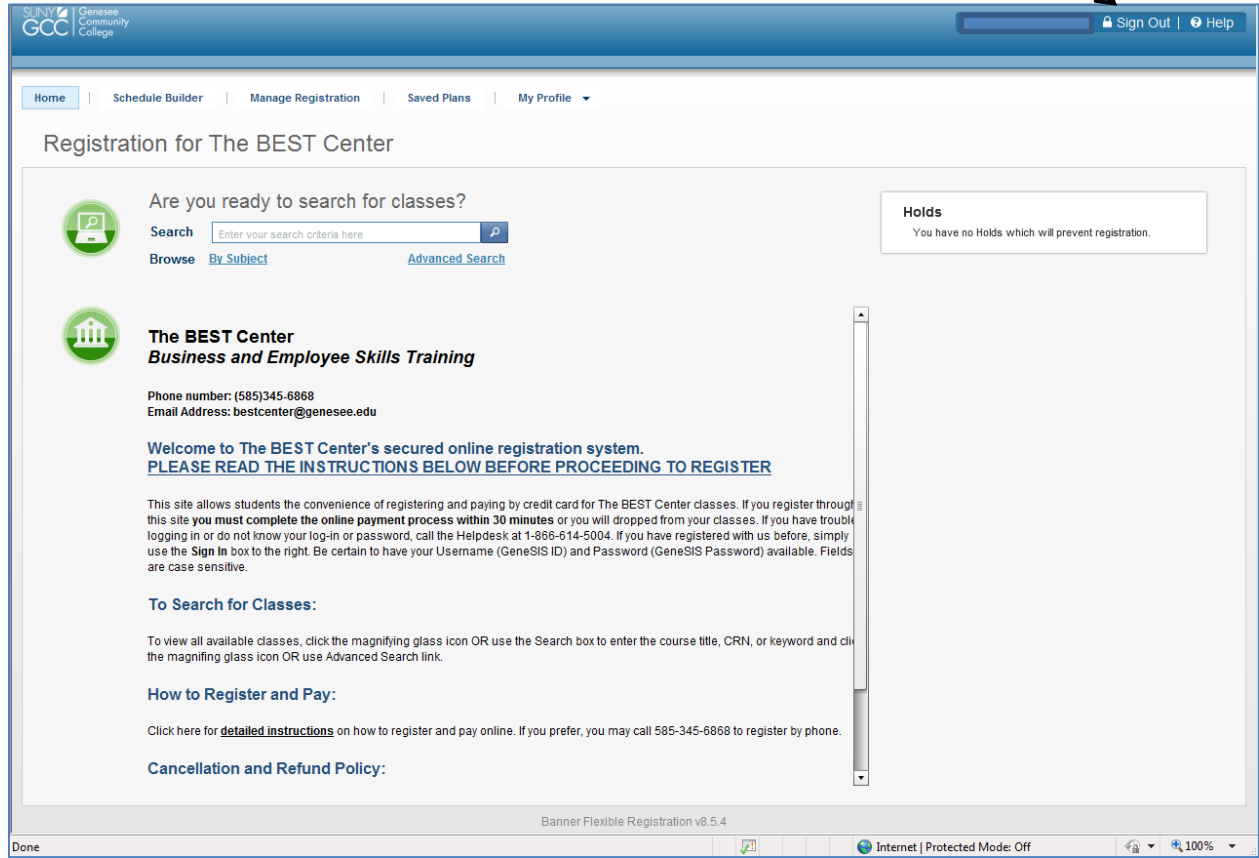 SUNY GCC Genesee Community College
Sign Out | Help
Home | Schedule Builder | Manage Registration | Saved Plans | My Profile
Registration for The BEST Center
Are you ready to search for classes?
Search Enter your search criteria here
Browse By Subject Advanced Search
Holds
You have no Holds which will prevent registration.
The BEST Center
Business and Employee Skills Training
Phone number: (585)345-6868
Email Address: bestcenter@genesee.edu
Welcome to The BEST Center's secured online registration system.
PLEASE READ THE INSTRUCTIONS BELOW BEFORE PROCEEDING TO REGISTER
This site allows students the convenience of registering and paying by credit card for The BEST Center classes. If you register through
this site you must complete the online payment process within 30 minutes or you will dropped from your classes. If you have trouble
logging in or do not know your log-in or password, call the Helpdesk at 1-866-614-5004. If you have registered with us before, simply
use the Sign In box to the right. Be certain to have your Username (GeneSIS ID) and Password (GeneSIS Password) available. Fields
are case sensitive.
To Search for Classes:
To view all available classes, click the magnifying glass icon OR use the Search box to enter the course title, CRN, or keyword and
the magnifing glass icon OR use Advanced Search link.
How to Register and Pay:
Click here for detailed instructions on how to register and pay online. If you prefer, you may call 585-345-6868 to register by phone.
Cancellation and Refund Policy:
Banner Flexible Registration v8.5.4
Done Internet | Protected Mode: Off 100%